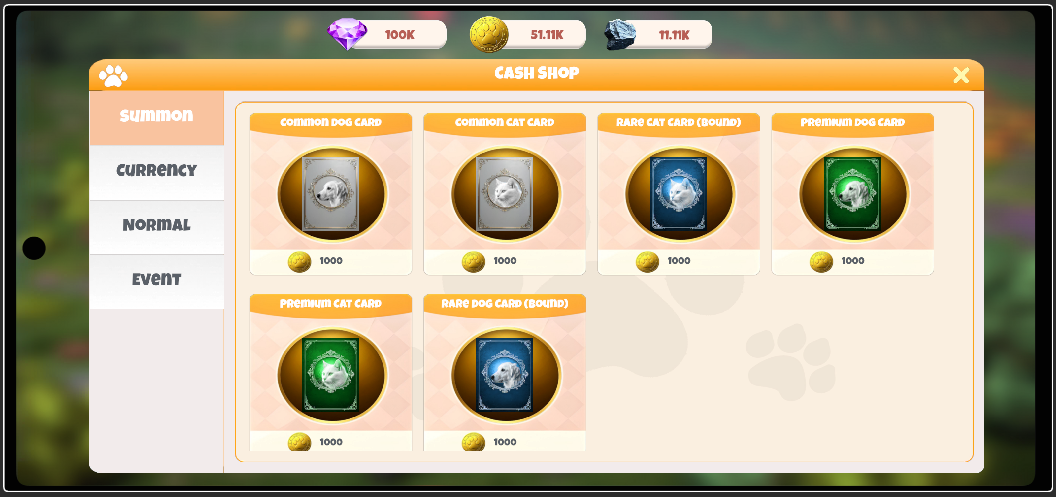 100K
51.11K
11.11K
Cash Shop
Summon
Currency
Normal
Event
Common Dog Card
Common Cat Card
Rare Cat Card (Bound)
Premium Dog Card
1000
1000
1000
1000
Premium Cat Card
Rare Dog Card (Bound)
1000
1000